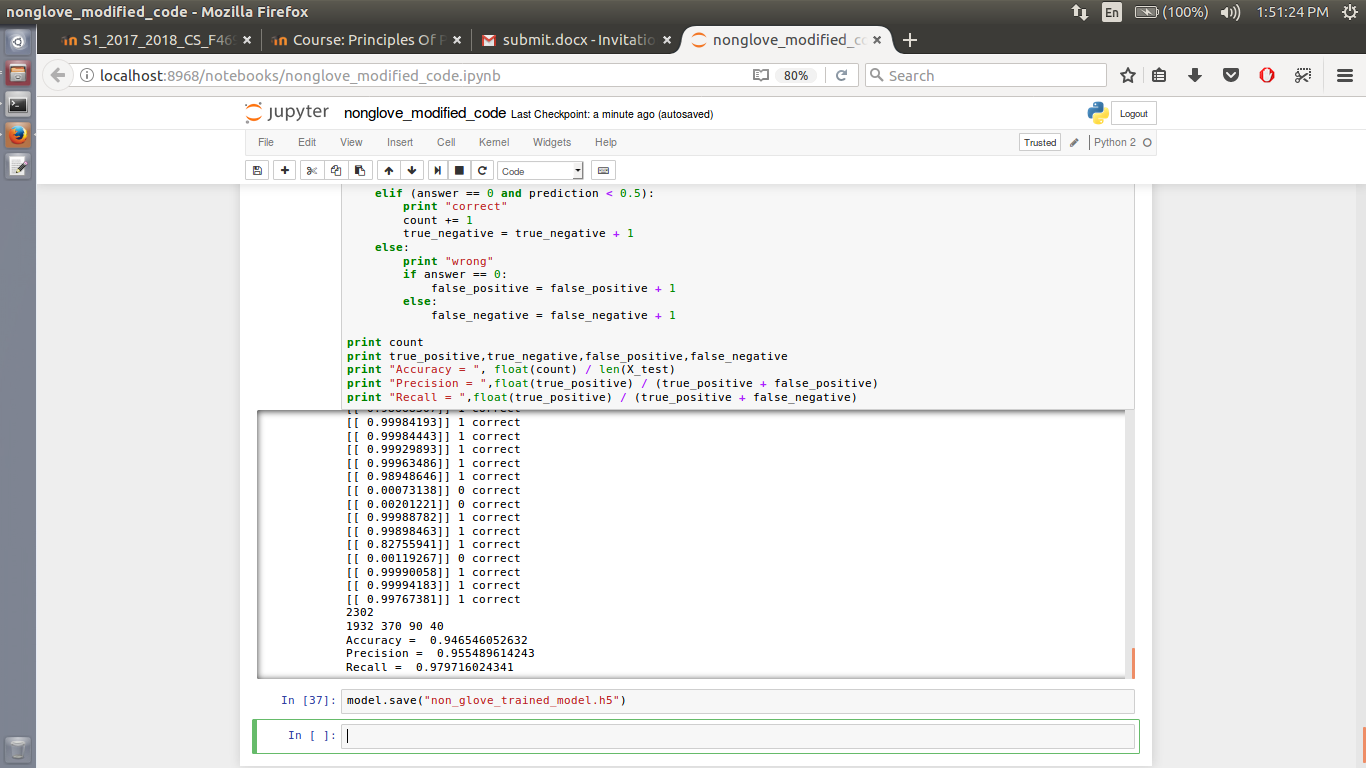 nonglove_modified_code - Mozilla Firefox
En (100%) 1:51:24 PM
S1_2017_2018_CS_F46 Course: Principles Of submit.docx - Invitatio nonglove_modified_c
localhost:8968/notebooks/nonglove_modified_code.ipynb 80% Search
jupyter nonglove_modified_code Last Checkpoint: a minute ago (autosaved) Logout
File Edit View Insert Cell Kernel Widgets Help Trusted Python 2
Code
elif (answer == 0 and prediction < 0.5):
print "correct"
count += 1
true_negative = true_negative + 1
else:
print "wrong"
if answer == 0:
false_positive = false_positive + 1
else:
false_negative = false_negative + 1
print count
print true_positive,true_negative,false_positive,false_negative
print "Accuracy = ", float(count) / len(X_test)
print "Precision = ",float(true_positive) / (true_positive + false_positive)
print "Recall = ",float(true_positive) / (true_positive + false_negative)
[[ 0.99984193]] 1 correct
[[ 0.99984443]] 1 correct
[[ 0.99929893]] 1 correct
[[ 0.99963486]] 1 correct
[[ 0.98948646]] 1 correct
[[ 0.00073138]] 0 correct
[[ 0.00201221]] 0 correct
[[ 0.99988782]] 1 correct
[[ 0.99898463]] 1 correct
[[ 0.82755941]] 1 correct
[[ 0.00119267]] 0 correct
[[ 0.99990058]] 1 correct
[[ 0.99994183]] 1 correct
[[ 0.99767381]] 1 correct
2302
1932 370 90 40
Accuracy =  0.946546052632
Precision =  0.955489614243
Recall =  0.979716024341
In [37]: model.save("non_glove_trained_model.h5")
In [ ]: